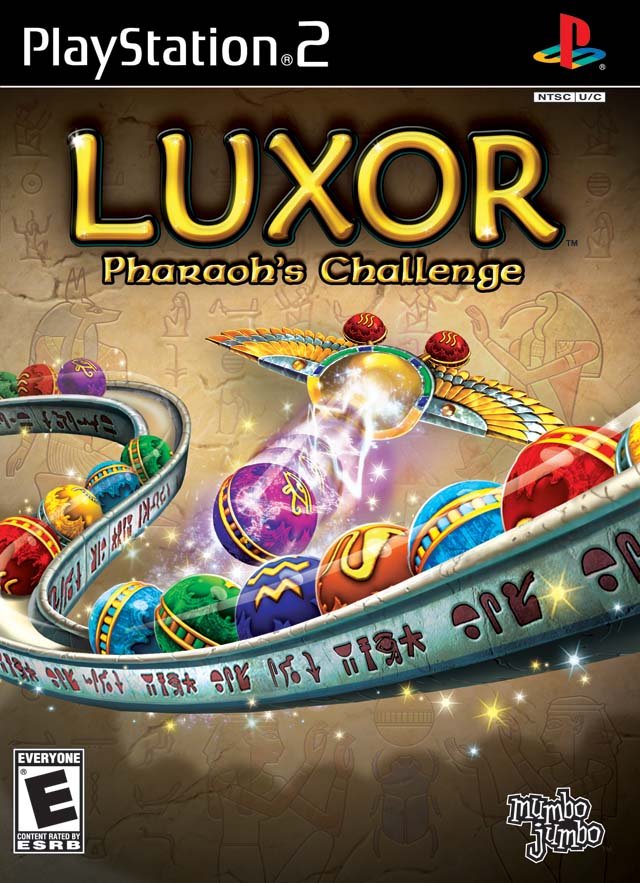 PlayStation®2
NTSC U/C
LUXOR™
Pharaoh's Challenge
EVERYONE
E
CONTENT RATED BY
ESRB
mumbo
jumbo